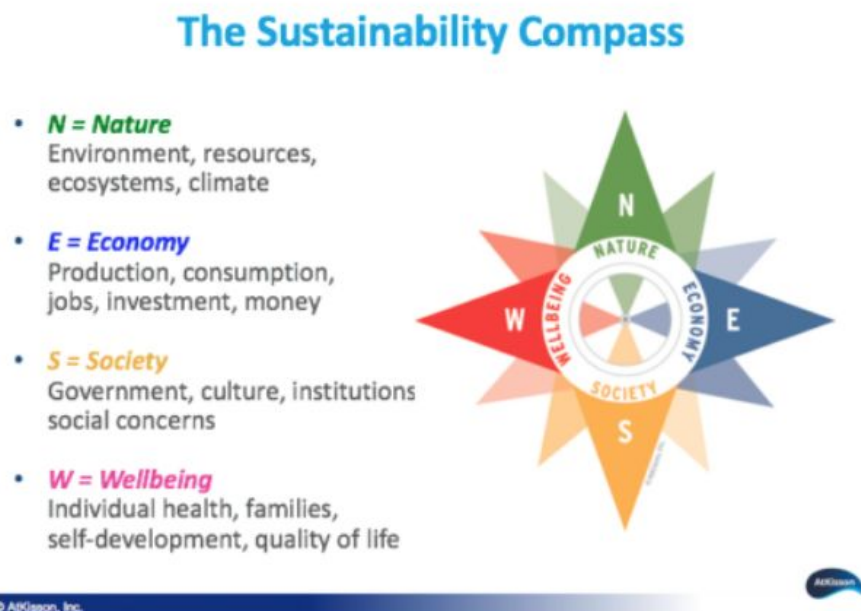 The Sustainability Compass
• N = Nature
Environment, resources,
ecosystems, climate
• E = Economy
Production, consumption,
jobs, investment, money
• S = Society
Government, culture, institutions
social concerns
• W = Wellbeing
Individual health, families,
self-development, quality of life
N
NATURE
W
WELLBEING
ECONOMY
E
SOCIETY
S
AtKisson
© AtKisson, Inc.